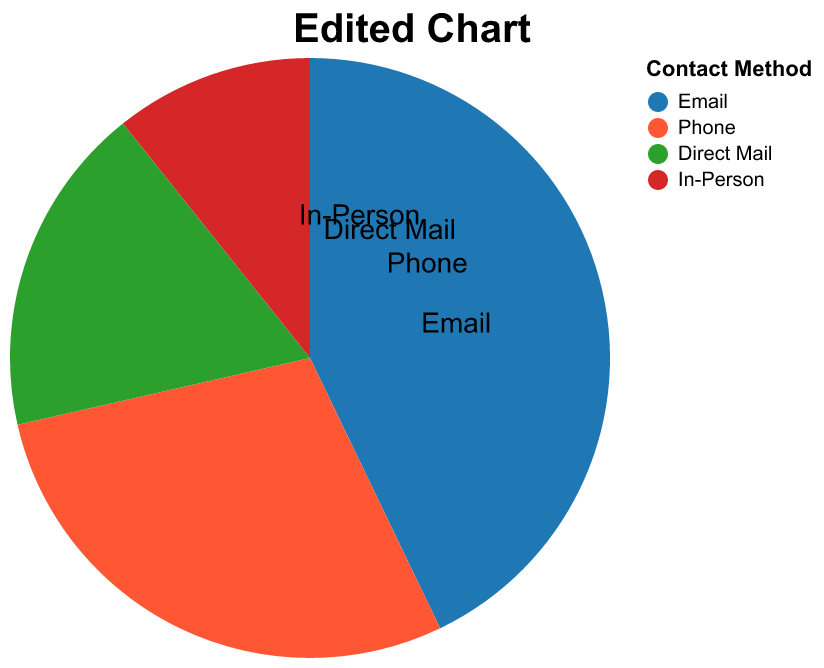 Edited Chart
Contact Method
Email
Phone
Direct Mail
In-Person
In-Person
Direct Mail
Phone
Email